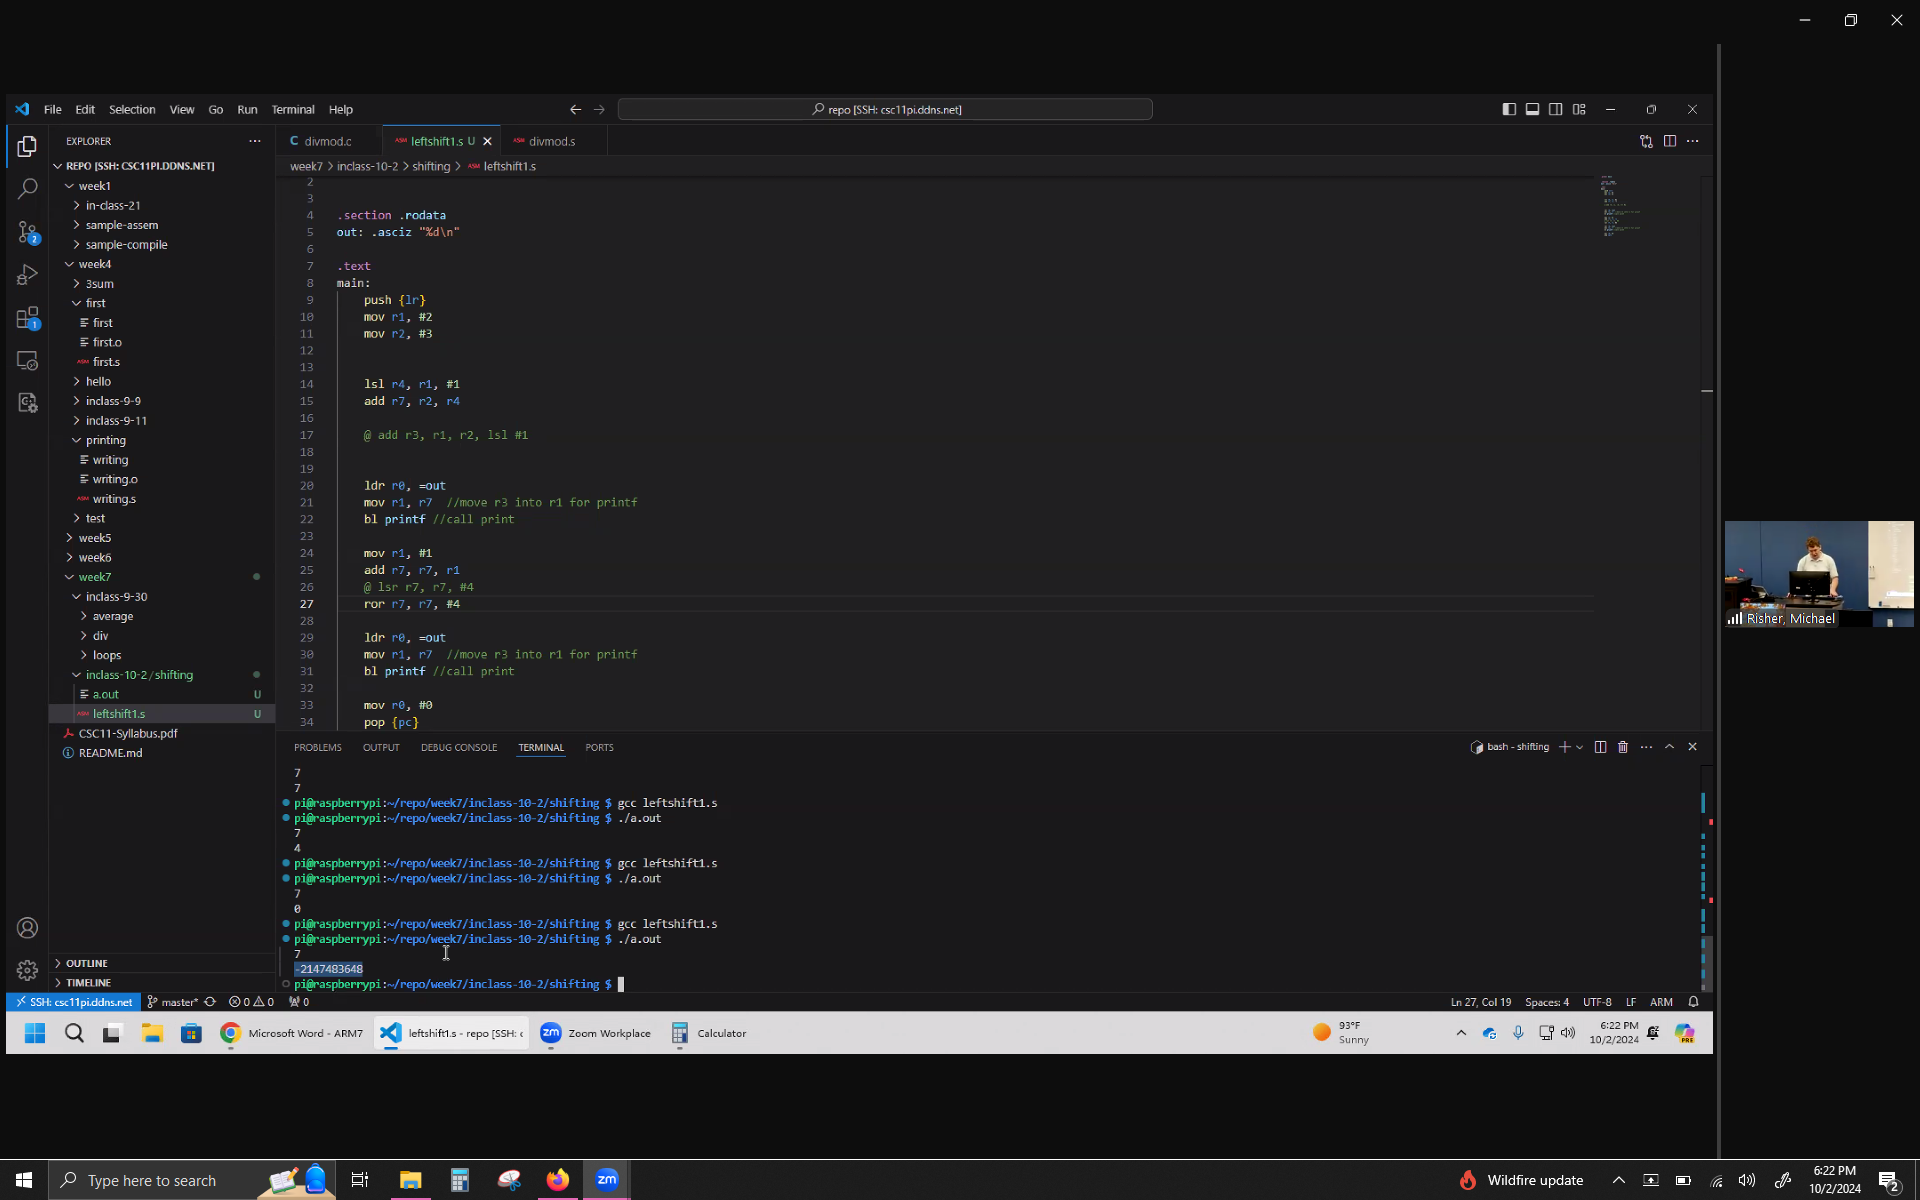 File Edit Selection View Go Run Terminal Help
repo [SSH: csc11pi.ddns.net]
EXPLORER
REPO [SSH: CSC11PI.DDNS.NET]
week1
in-class-21
sample-assem
sample-compile
week4
3sum
first
first
first.o
first.s
hello
inclass-9-9
inclass-9-11
printing
writing
writing.o
writing.s
test
week5
week6
week7
inclass-9-30
average
div
loops
inclass-10-2/shifting
a.out U
leftshift1.s U
CSC11-Syllabus.pdf
README.md
OUTLINE
TIMELINE
2
1
C divmod.c
ASM leftshift1.s U
ASM divmod.s
week7 > inclass-10-2 > shifting > ASM leftshift1.s
2
3
4 .section .rodata
5 out: .asciz "%d\n"
6
7 .text
8 main:
9 push {lr}
10 mov r1, #2
11 mov r2, #3
12
13
14 lsl r4, r1, #1
15 add r7, r2, r4
16
17 @ add r3, r1, r2, lsl #1
18
19
20 ldr r0, =out
21 mov r1, r7 //move r3 into r1 for printf
22 bl printf //call print
23
24 mov r1, #1
25 add r7, r7, r1
26 @ lsr r7, r7, #4
27 ror r7, r7, #4
28
29 ldr r0, =out
30 mov r1, r7 //move r3 into r1 for printf
31 bl printf //call print
32
33 mov r0, #0
34 pop {pc}
PROBLEMS OUTPUT DEBUG CONSOLE TERMINAL PORTS
bash - shifting
7
7
pi@raspberrypi:~/repo/week7/inclass-10-2/shifting $ gcc leftshift1.s
pi@raspberrypi:~/repo/week7/inclass-10-2/shifting $ ./a.out
7
4
pi@raspberrypi:~/repo/week7/inclass-10-2/shifting $ gcc leftshift1.s
pi@raspberrypi:~/repo/week7/inclass-10-2/shifting $ ./a.out
7
0
pi@raspberrypi:~/repo/week7/inclass-10-2/shifting $ gcc leftshift1.s
pi@raspberrypi:~/repo/week7/inclass-10-2/shifting $ ./a.out
7
-2147483648
pi@raspberrypi:~/repo/week7/inclass-10-2/shifting $
SSH: csc11pi.ddns.net master* 0 0 0
Ln 27, Col 19 Spaces: 4 UTF-8 LF ARM
Microsoft Word - ARM7
leftshift1.s - repo [SSH: c
zm Zoom Workplace
Calculator
93°F
Sunny
6:22 PM
10/2/2024
PRE
Risher, Michael
Type here to search
zm
Wildfire update
6:22 PM
10/2/2024
2